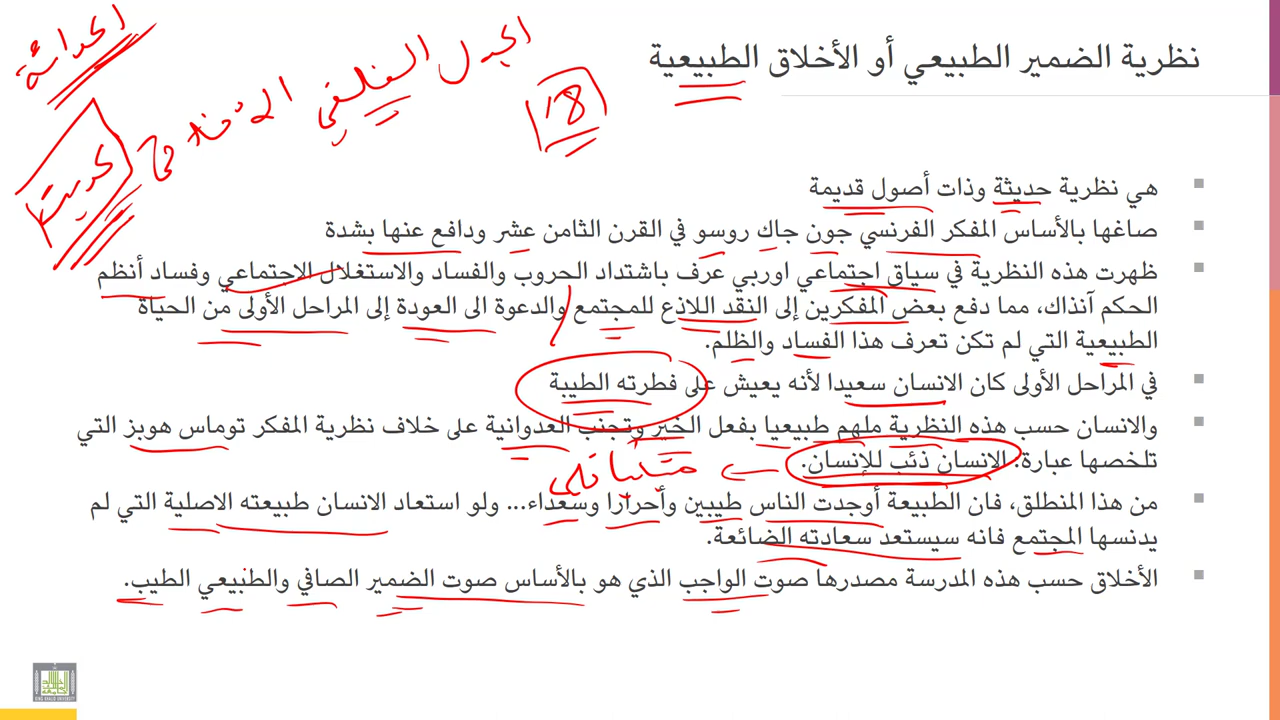 نظرية الضمير الطبيعي أو الأخلاق الطبيعية
الحداثة
الجدل الفلسفي
18
هي نظرية حديثة وذات أصول قديمة
صاغها بالأساس المفكر الفرنسي جون جاك روسو في القرن الثامن عشر ودافع عنها بشدة
ظهرت هذه النظرية في سياق اجتماعي اوربي عرف باشتداد الحروب والفساد والاستغلال الاجتماعي وفساد أنظم
الحكم آنذاك، مما دفع بعض المفكرين إلى النقد اللاذع للمجتمع والدعوة الى العودة إلى المراحل الأولى من الحياة
الطبيعية التي لم تكن تعرف هذا الفساد والظلم.
في المراحل الأولى كان الانسان سعيدا لأنه يعيش على فطرته الطيبة
والانسان حسب هذه النظرية ملهم طبيعيا بفعل الخير وتجنب العدوانية على خلاف نظرية المفكر توماس هوبز التي
تلخصها عبارة: الانسان ذئب للإنسان.
من هذا المنطلق، فان الطبيعة أوجدت الناس طيبين وأحرارا وسعداء... ولو استعاد الانسان طبيعته الاصلية التي لم
يدنسها المجتمع فانه سيستعد سعادته الضائعة.
الأخلاق حسب هذه المدرسة مصدرها صوت الواجب الذي هو بالأساس صوت الضمير الصافي والطبيعي الطيب.